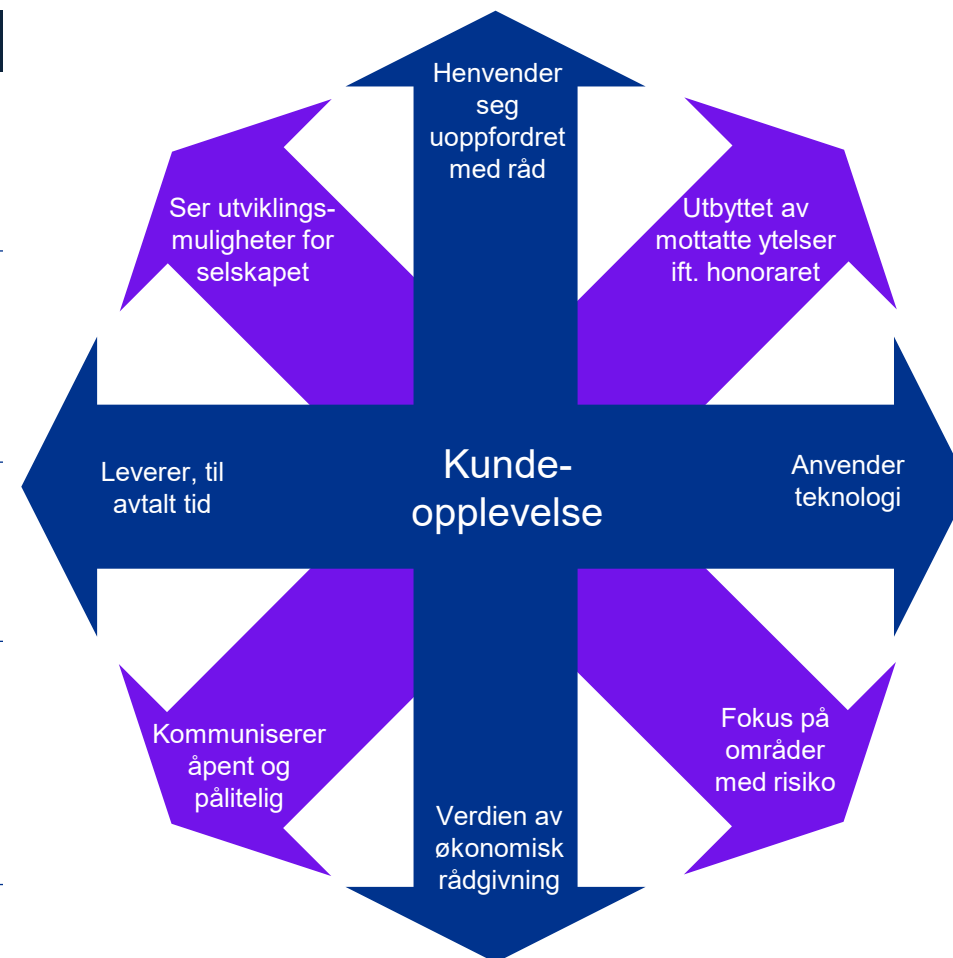 Henvender
seg
uoppfordret
med råd
Ser utviklings-
muligheter for
selskapet
Utbyttet av
mottatte ytelser
ift. honoraret
Leverer, til
avtalt tid
Kunde-
opplevelse
Anvender
teknologi
Kommuniserer
åpent og
pålitelig
Fokus på
områder
med risiko
Verdien av
økonomisk
rådgivning